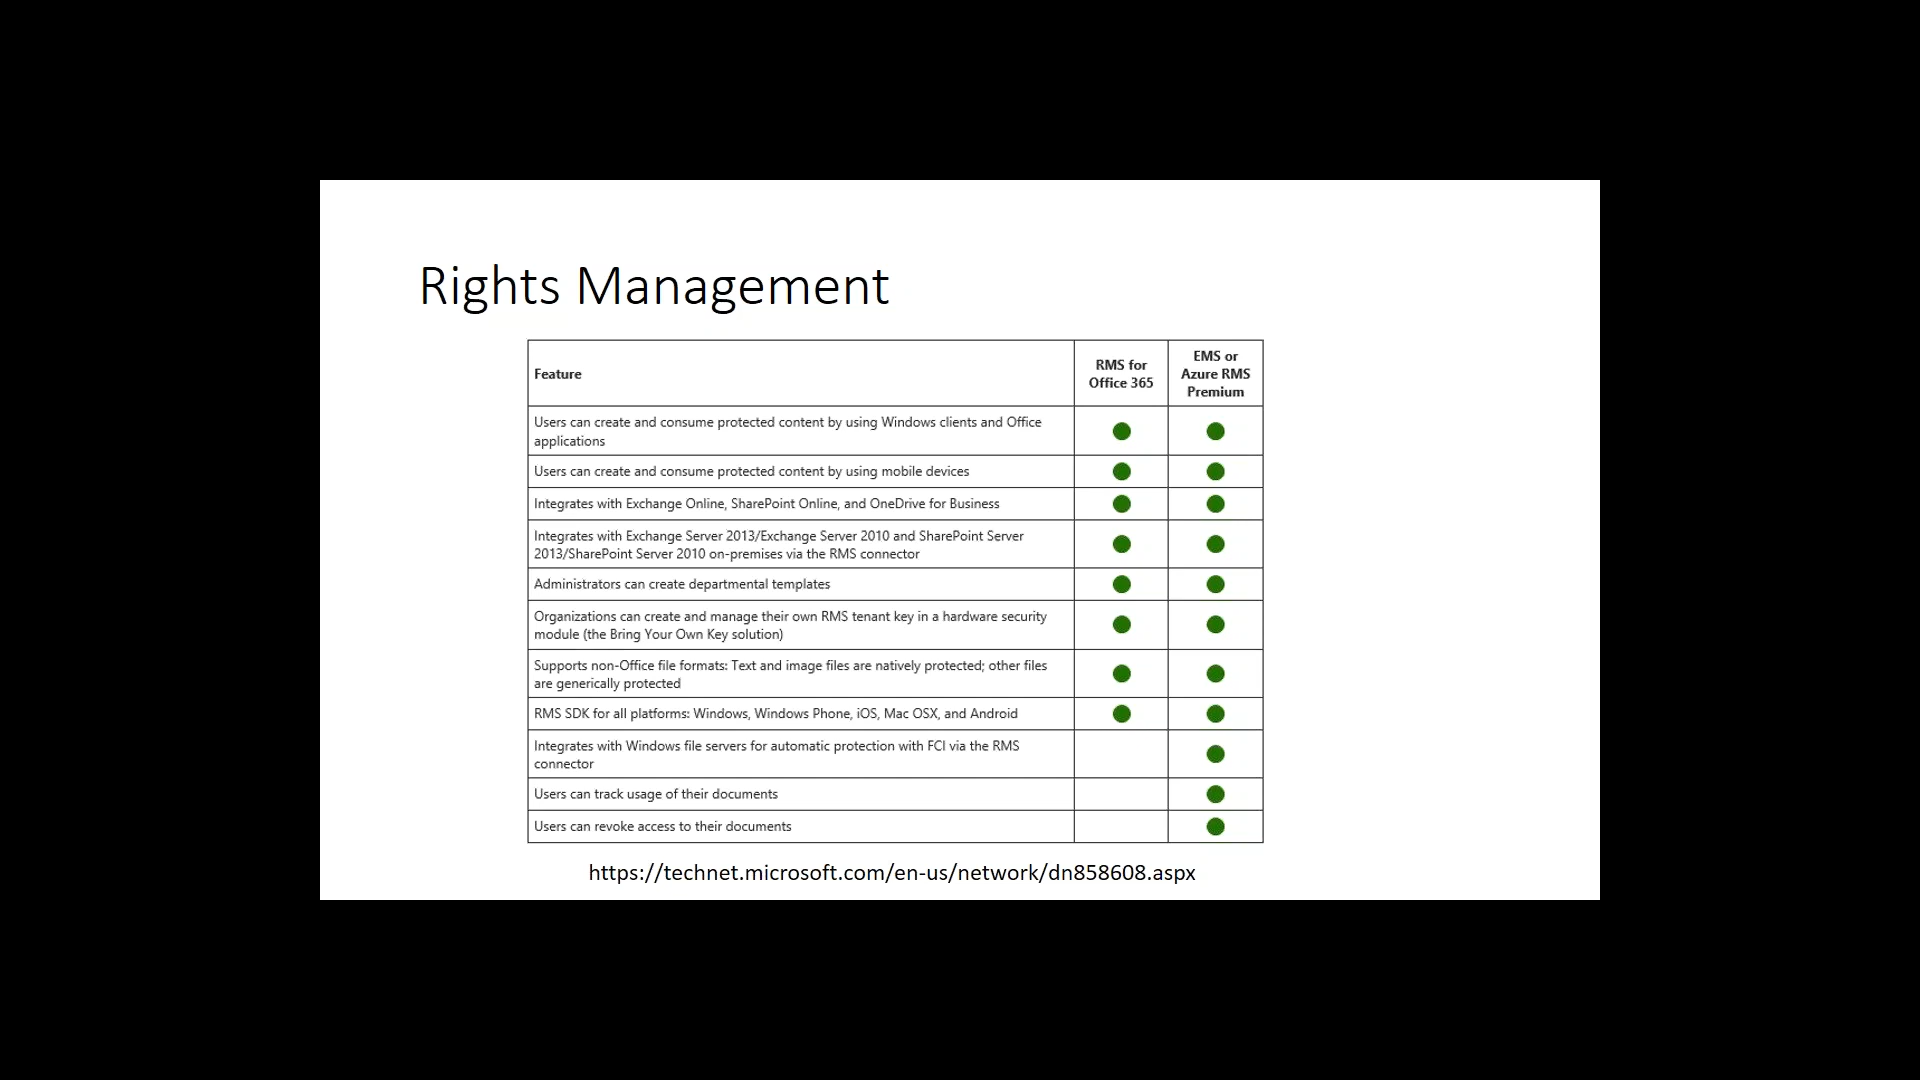 Rights Management
Feature
RMS for
Office 365
EMS or
Azure RMS
Premium
Users can create and consume protected content by using Windows clients and Office
applications
Users can create and consume protected content by using mobile devices
Integrates with Exchange Online, SharePoint Online, and OneDrive for Business
Integrates with Exchange Server 2013/Exchange Server 2010 and SharePoint Server
2013/SharePoint Server 2010 on-premises via the RMS connector
Administrators can create departmental templates
Organizations can create and manage their own RMS tenant key in a hardware security
module (the Bring Your Own Key solution)
Supports non-Office file formats: Text and image files are natively protected; other files
are generically protected
RMS SDK for all platforms: Windows, Windows Phone, iOS, Mac OSX, and Android
Integrates with Windows file servers for automatic protection with FCI via the RMS
connector
Users can track usage of their documents
Users can revoke access to their documents
https://technet.microsoft.com/en-us/network/dn858608.aspx